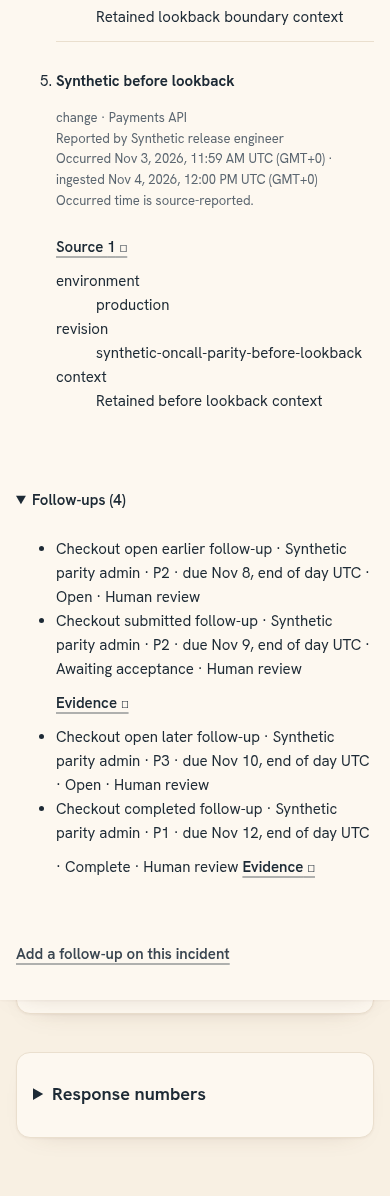 Retained lookback boundary context
5. Synthetic before lookback
change · Payments API
Reported by Synthetic release engineer
Occurred Nov 3, 2026, 11:59 AM UTC (GMT+0) ·
ingested Nov 4, 2026, 12:00 PM UTC (GMT+0)
Occurred time is source-reported.
Source 1
environment
production
revision
synthetic-oncall-parity-before-lookback
context
Retained before lookback context
▼ Follow-ups (4)
• Checkout open earlier follow-up · Synthetic
parity admin · P2 · due Nov 8, end of day UTC ·
Open · Human review
• Checkout submitted follow-up · Synthetic
parity admin · P2 · due Nov 9, end of day UTC ·
Awaiting acceptance · Human review
Evidence
• Checkout open later follow-up · Synthetic
parity admin · P3 · due Nov 10, end of day UTC
· Open · Human review
• Checkout completed follow-up · Synthetic
parity admin · P1 · due Nov 12, end of day UTC
· Complete · Human review Evidence
Add a follow-up on this incident
▶ Response numbers